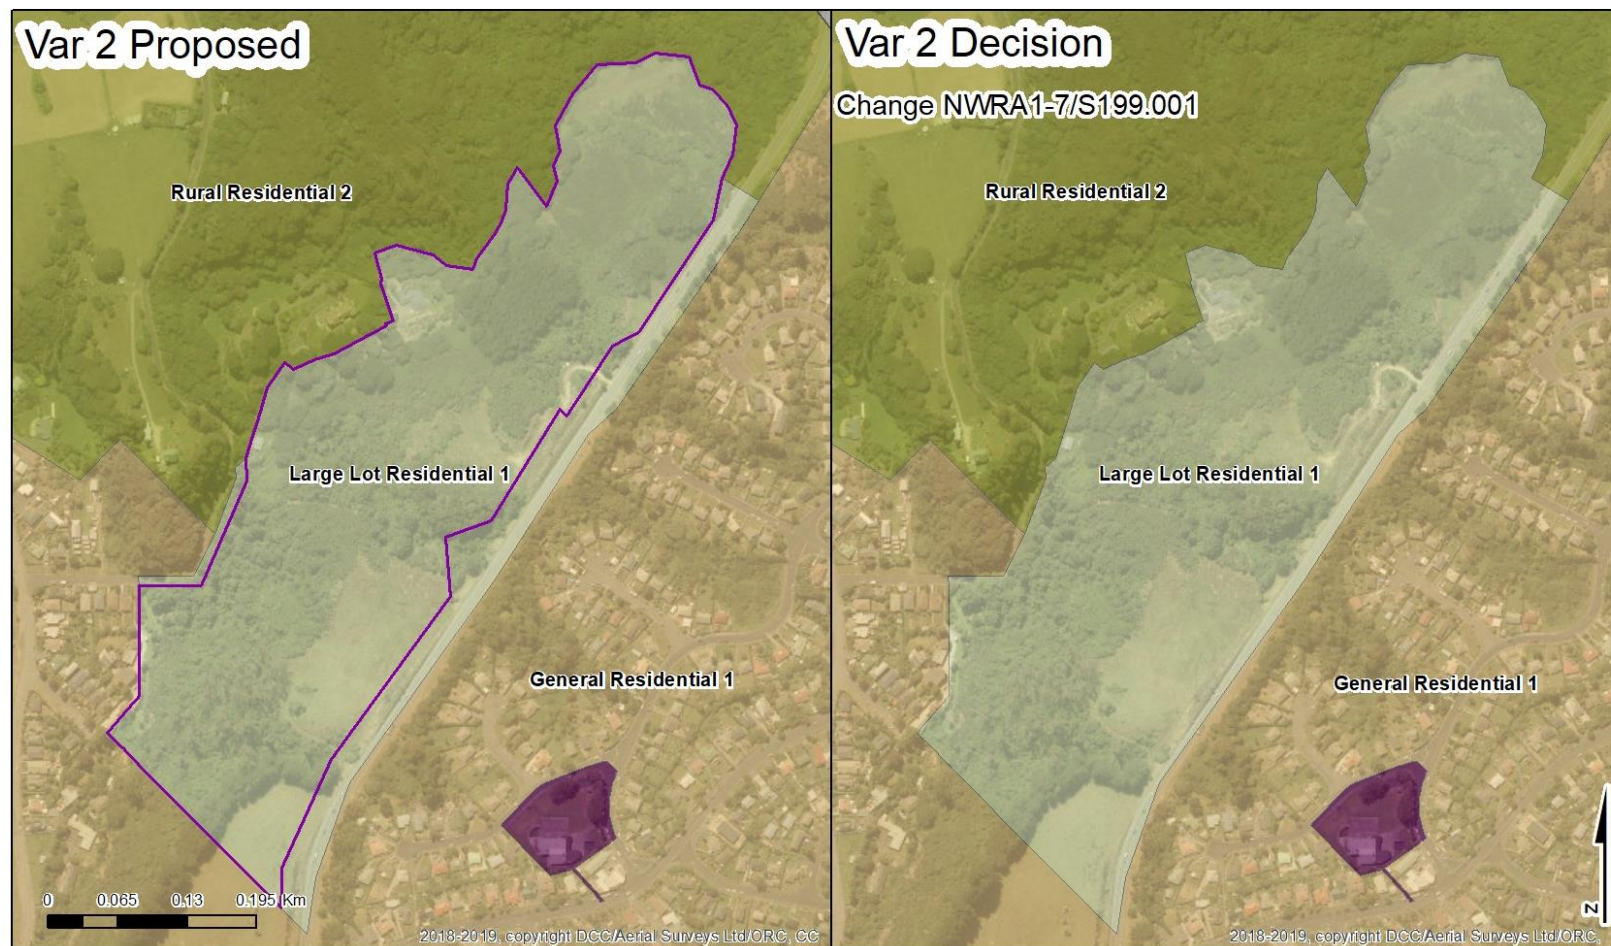 Var 2 Proposed
Rural Residential 2
Large Lot Residential 1
General Residential 1
0 0.065 0.13 0.195 Km
2018-2019, copyright DCC/Aerial Surveys Ltd/ORC, CC
Var 2 Decision
Change NWRA1-7/S199.001
Rural Residential 2
Large Lot Residential 1
General Residential 1
N
2018-2019, copyright DCC/Aerial Surveys Ltd/ORC,